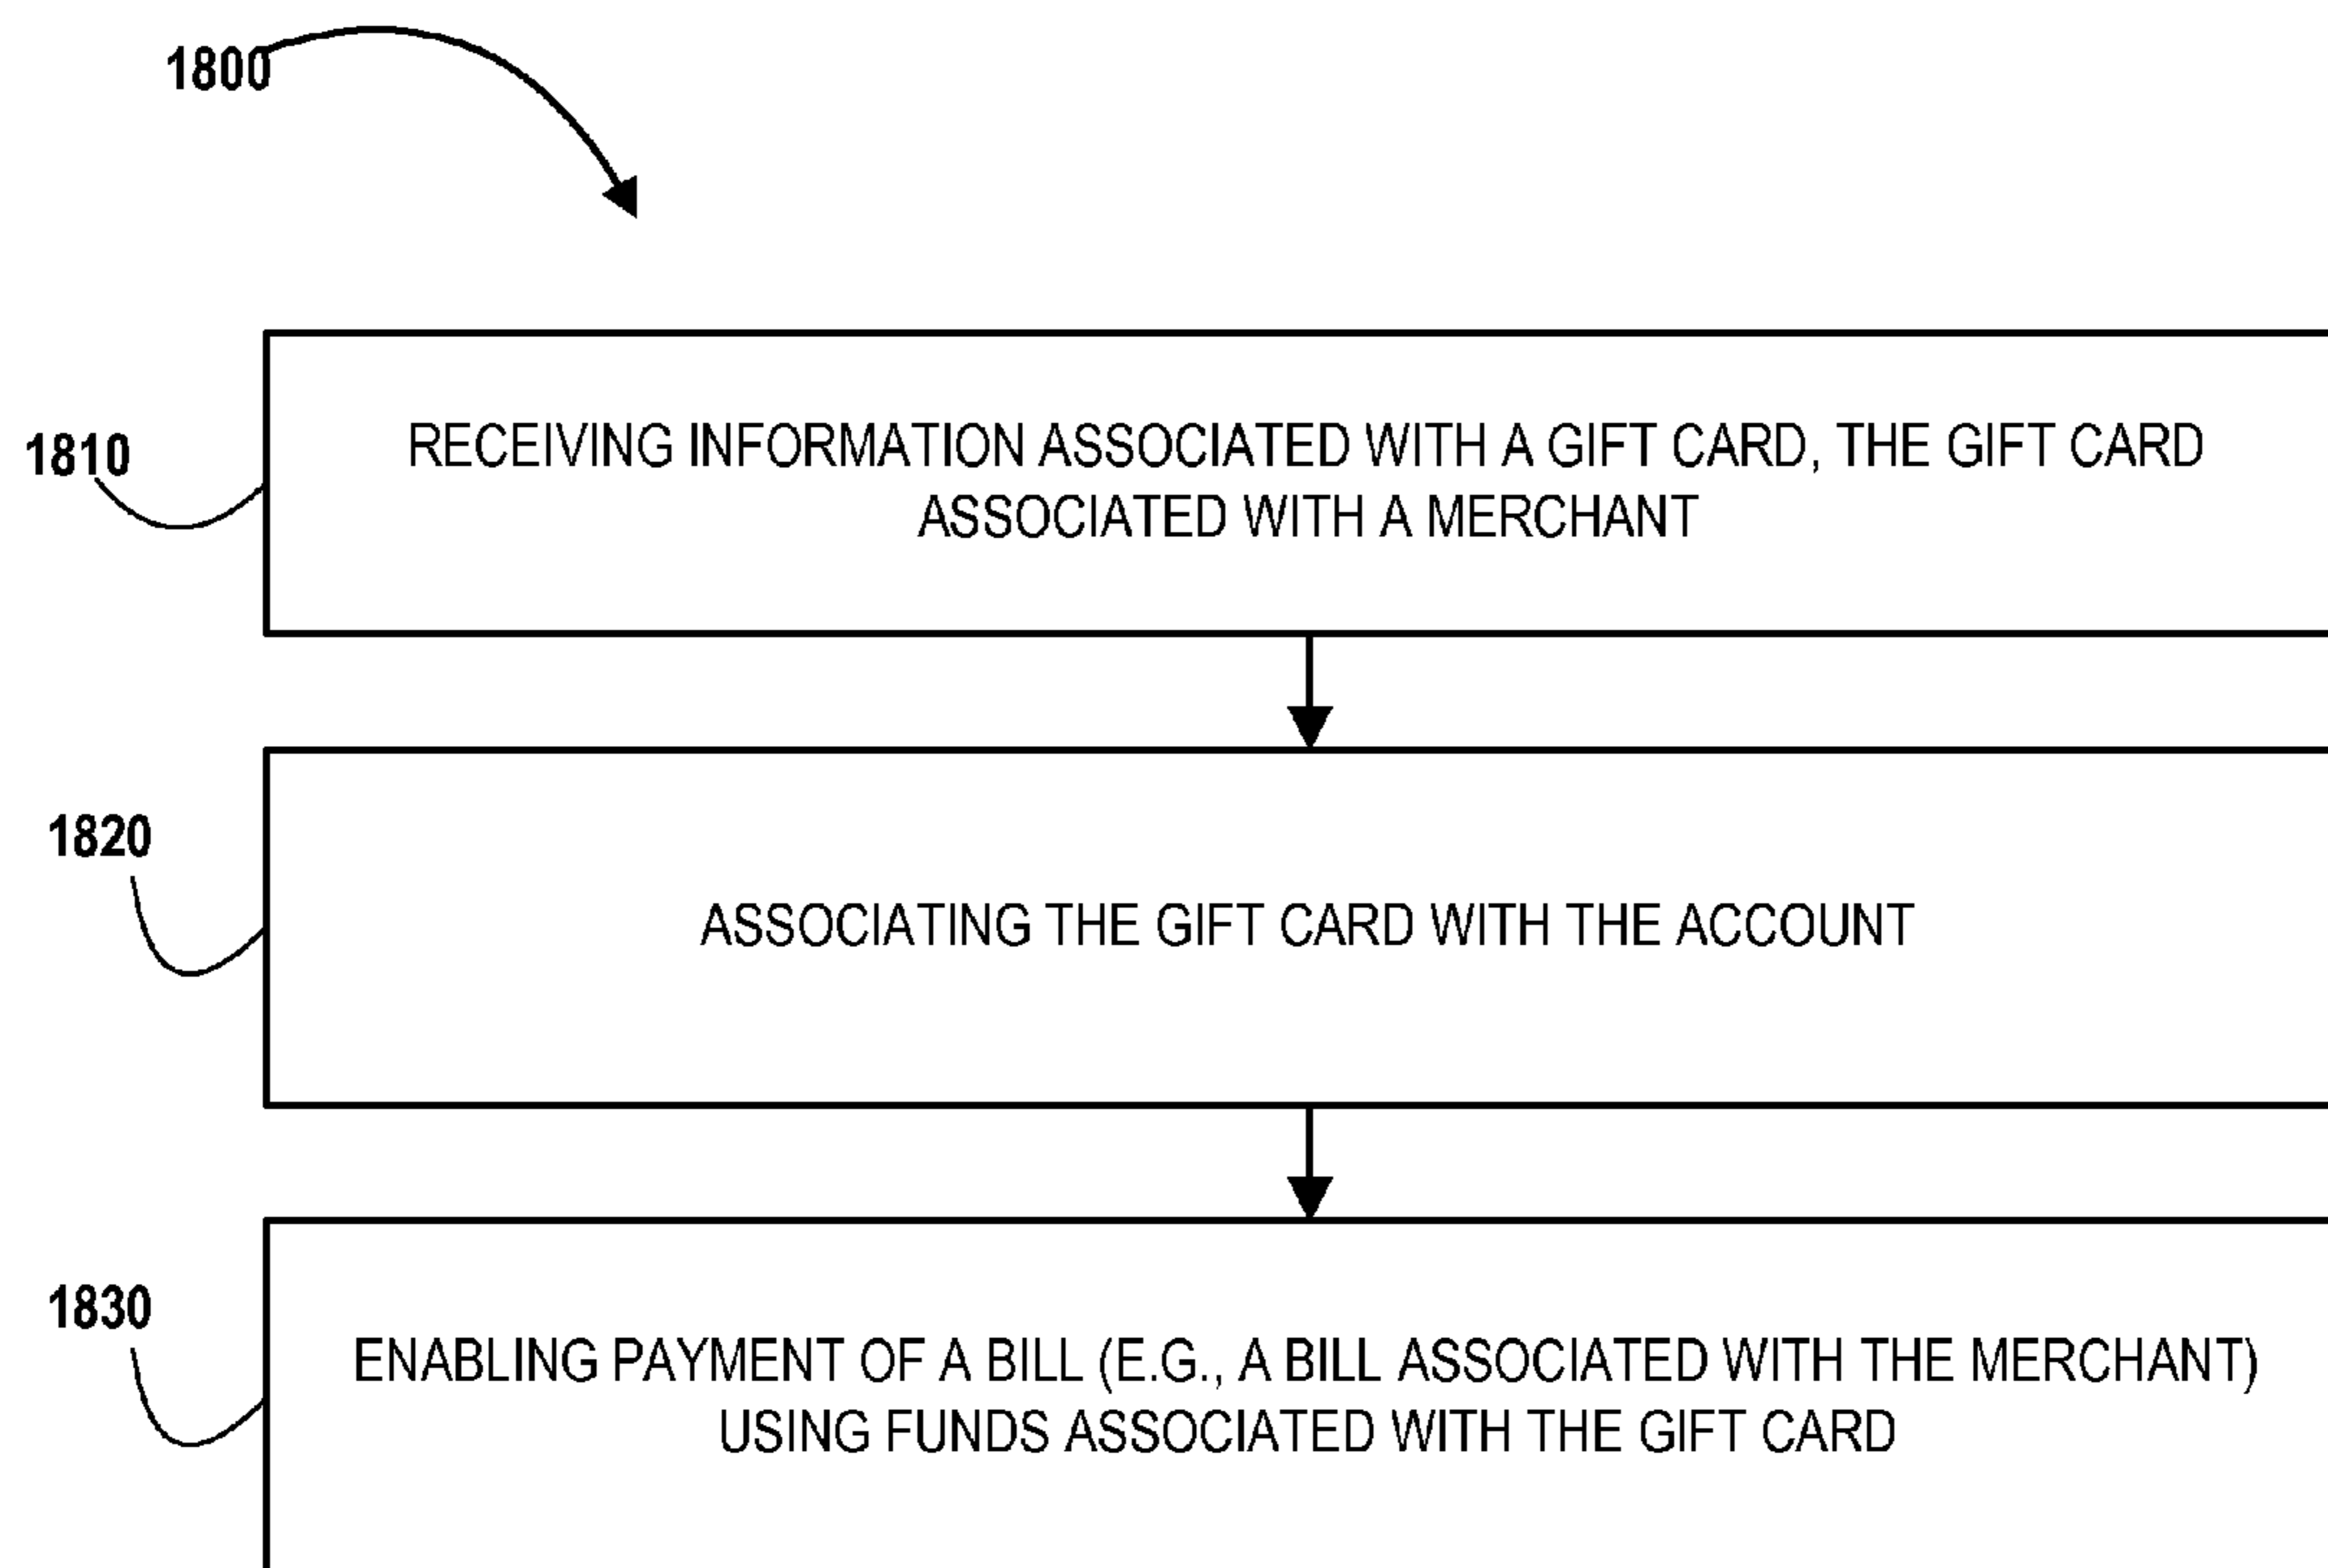 1800
1810
RECEIVING INFORMATION ASSOCIATED WITH A GIFT CARD, THE GIFT CARD
ASSOCIATED WITH A MERCHANT
1820
ASSOCIATING THE GIFT CARD WITH THE ACCOUNT
1830
ENABLING PAYMENT OF A BILL (E.G., A BILL ASSOCIATED WITH THE MERCHANT)
USING FUNDS ASSOCIATED WITH THE GIFT CARD